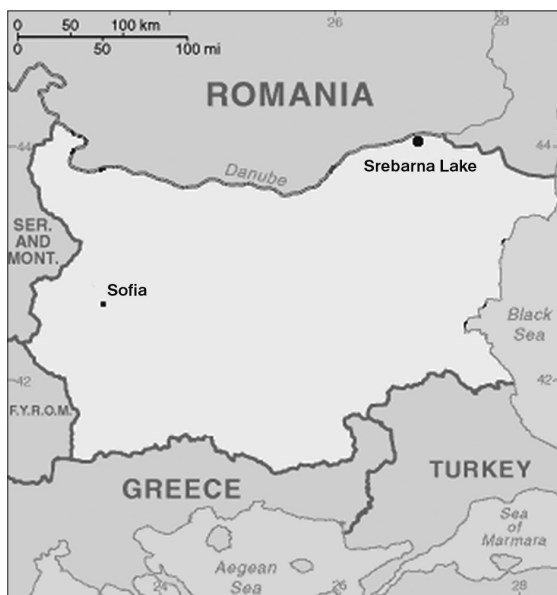 0 50 100 km
0 50 100 mi
26
28
ROMANIA
44
44
Danube
Srebarna Lake
SER.
AND
MONT.
Sofia
Black
Sea
42
42
F.Y.R.O.M.
TURKEY
GREECE
Sea
of
Marmara
Aegean
Sea
24
26
28